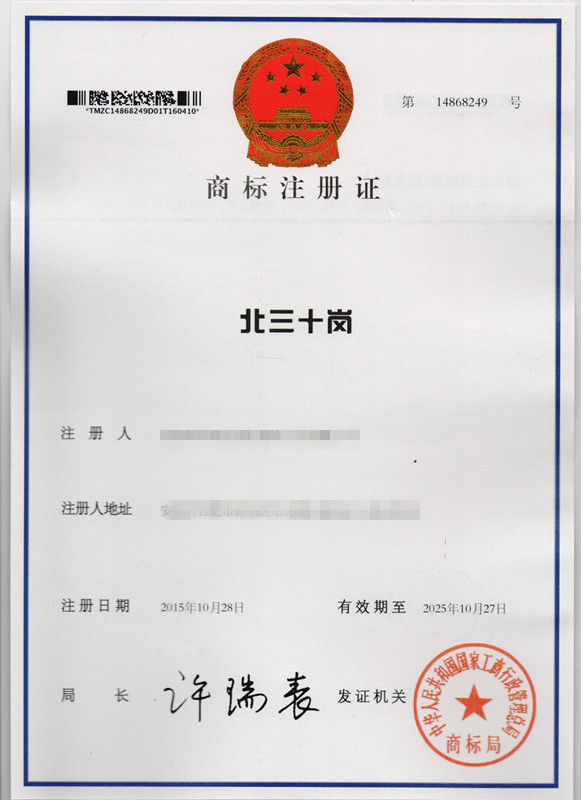 *TMZC14868249D01T160410*
第 14868249 号
商标注册证
北三十岗
注册人
注册人地址
注册日期 2015年10月28日 有效期至 2025年10月27日
局长 许瑞表 发证机关
中华人民共和国国家工商行政管理总局
商标局